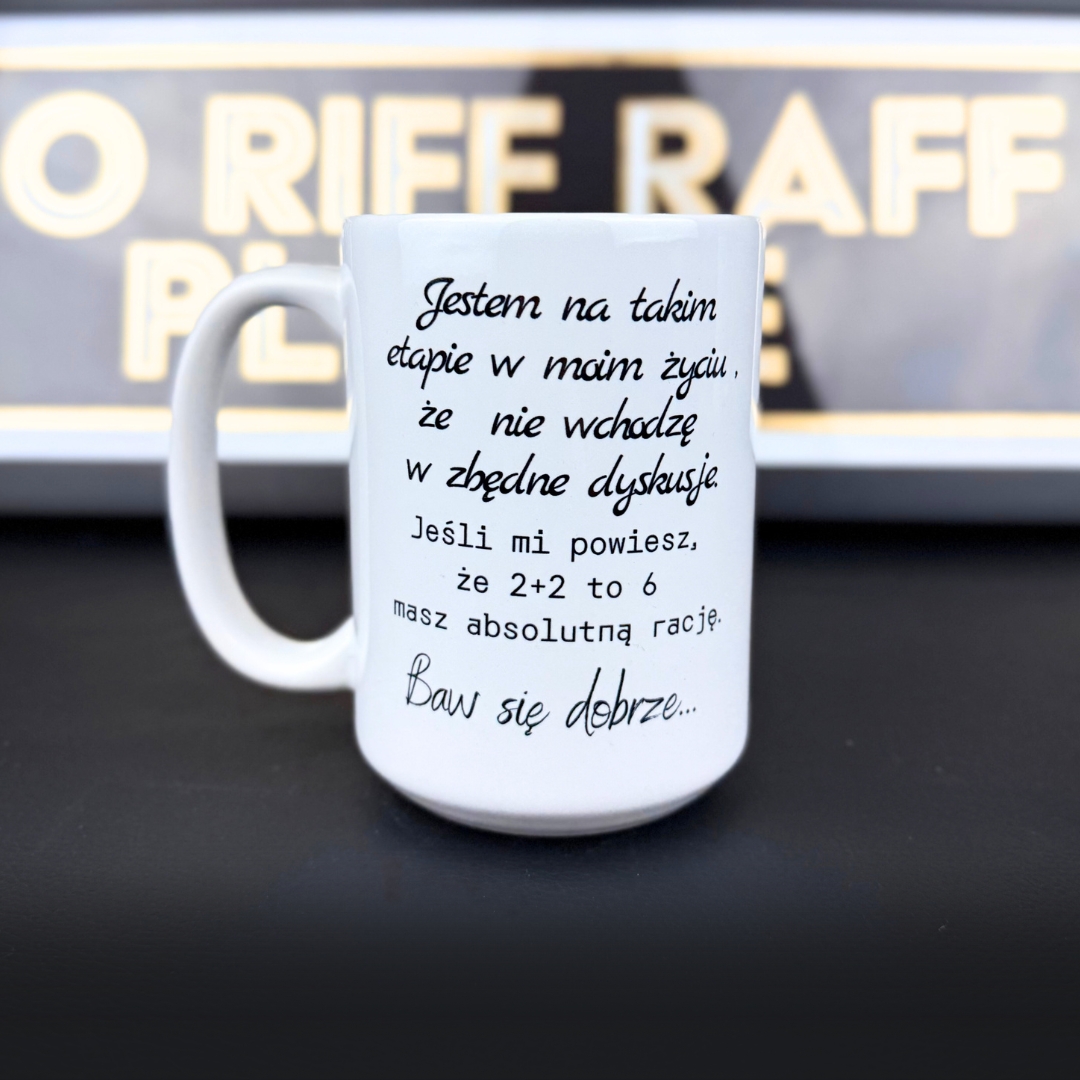 O RIFF RAFF
Jestem na takim
etapie w moim życiu,
że nie wchodzę
w zbędne dyskusje.
Jeśli mi powiesz,
że 2+2 to 6
masz absolutną rację.
Baw się dobrze...